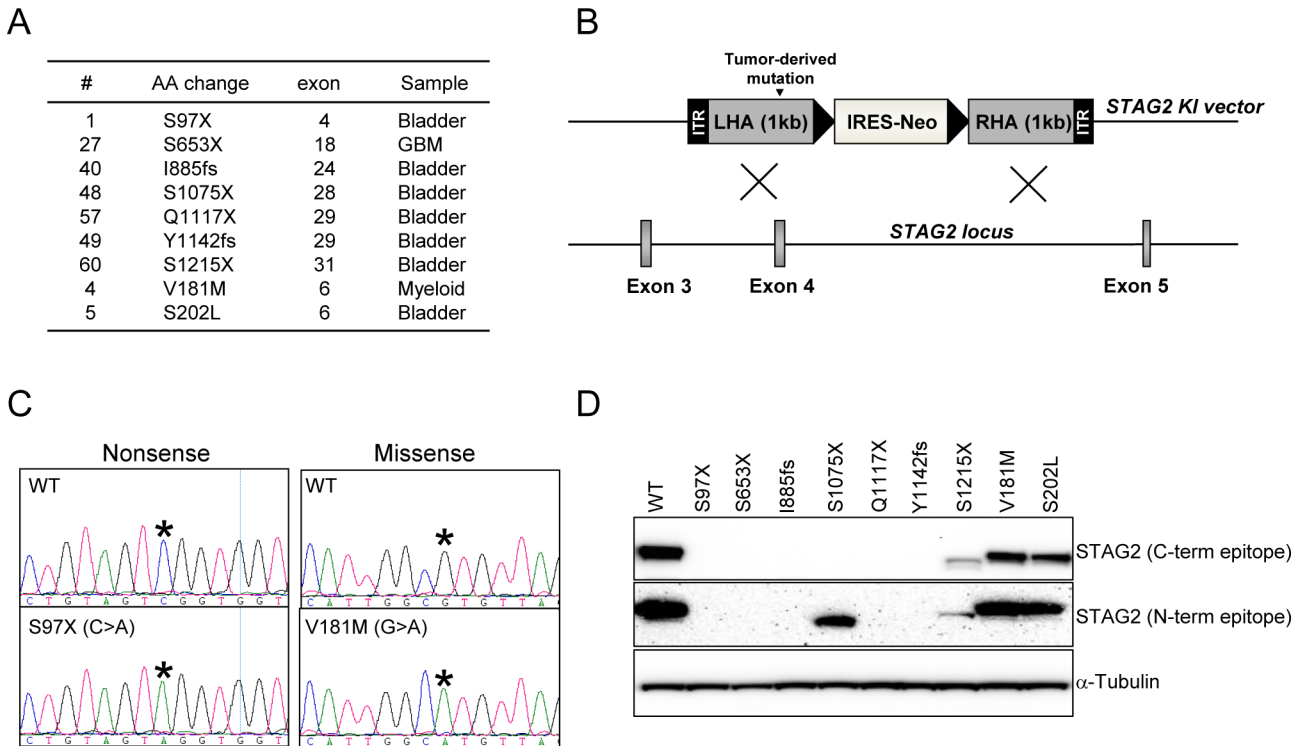 A
# AA change exon Sample
1 S97X 4 Bladder
27 S653X 18 GBM
40 I885fs 24 Bladder
48 S1075X 28 Bladder
57 Q1117X 29 Bladder
49 Y1142fs 29 Bladder
60 S1215X 31 Bladder
4 V181M 6 Myeloid
5 S202L 6 Bladder
B
Tumor-derived
mutation
ITR LHA (1kb) IRES-Neo RHA (1kb) ITR STAG2 KI vector
STAG2 locus
Exon 3 Exon 4 Exon 5
C
Nonsense
WT
*
C T G T A G T C G G T G G T
S97X (C>A)
*
C T G T A G T A G G T G G T
Missense
WT
*
C A T T G G C G T G T T A G
V181M (G>A)
*
C A T T G G C A T G T T A G
D
WT S97X S653X I885fs S1075X Q1117X Y1142fs S1215X V181M S202L
STAG2 (C-term epitope)
STAG2 (N-term epitope)
α-Tubulin